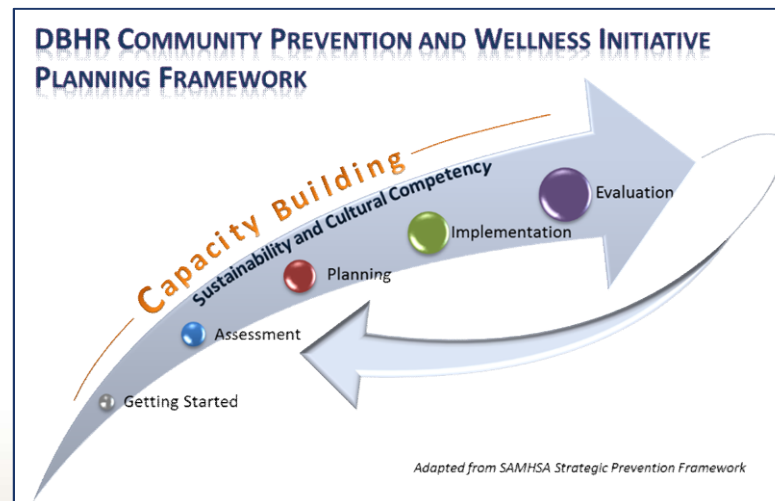 DBHR COMMUNITY PREVENTION AND WELLNESS INITIATIVE
PLANNING FRAMEWORK
Capacity Building
Sustainability and Cultural Competency
Evaluation
Implementation
Planning
Assessment
Getting Started
Adapted from SAMHSA Strategic Prevention Framework